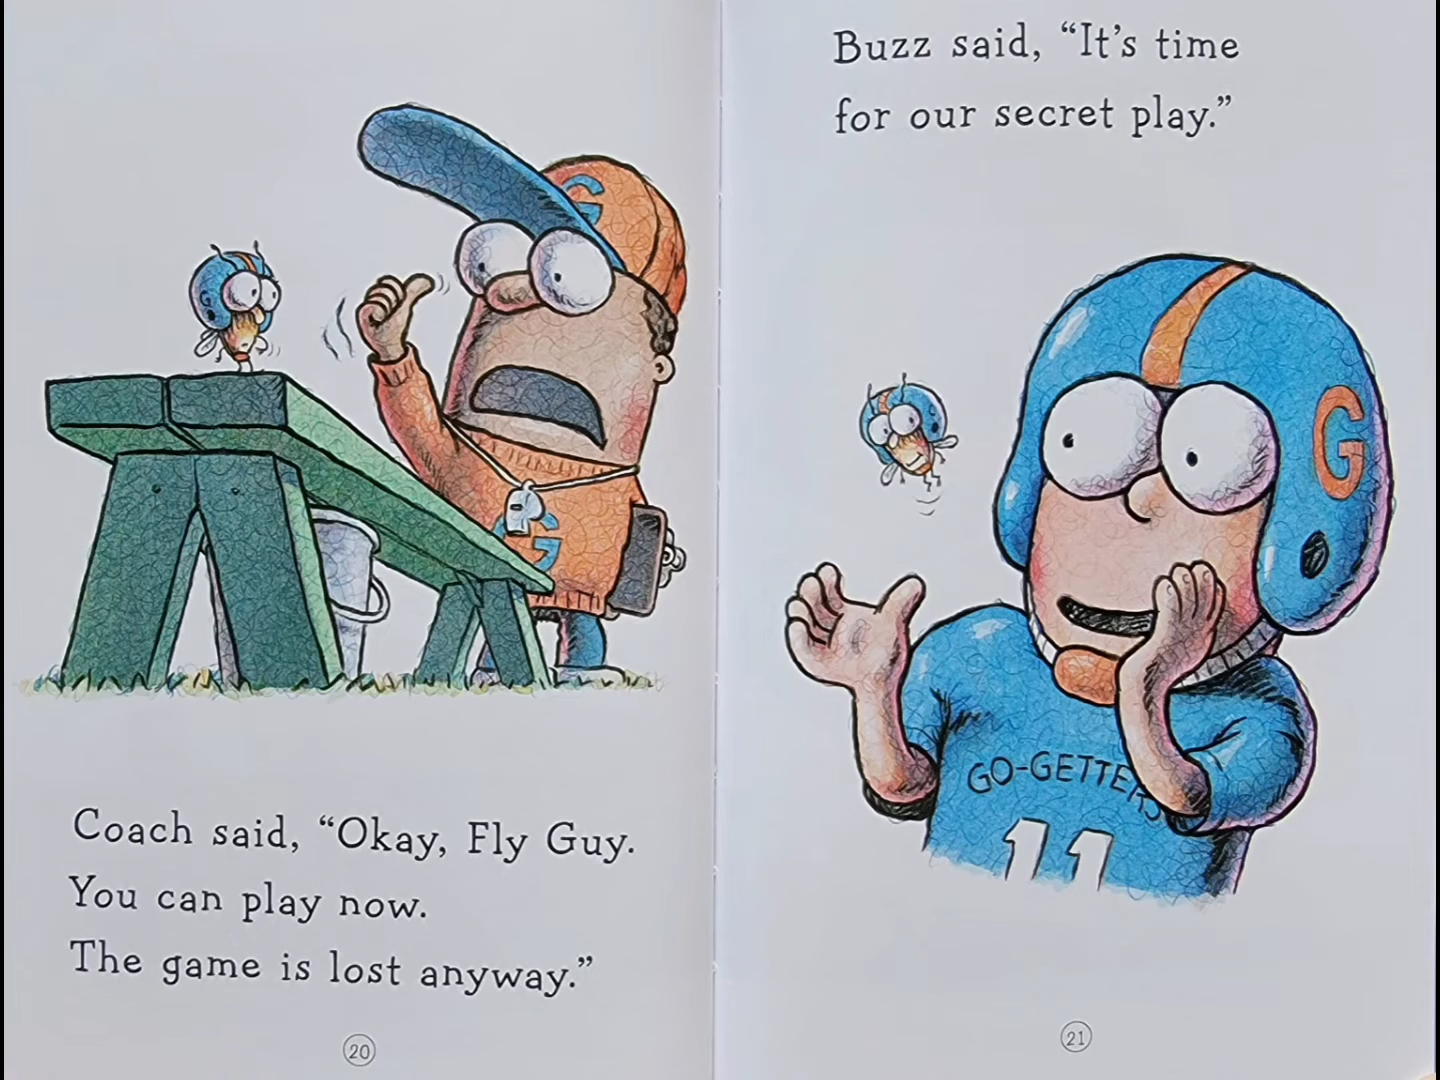 G
G
Coach said, “Okay, Fly Guy.
You can play now.
The game is lost anyway.”
20
Buzz said, “It’s time
for our secret play.”
G
GO-GETTERS
11
21